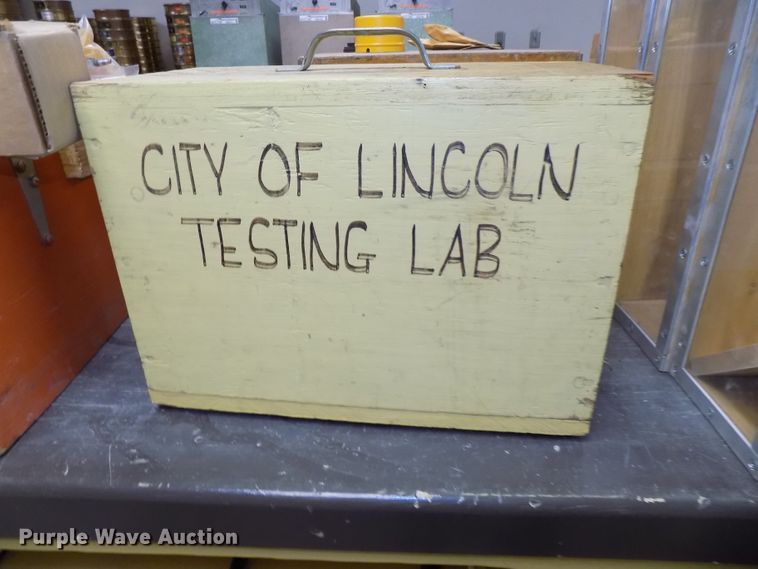 CITY OF LINCOLN
TESTING LAB
Purple Wave Auction